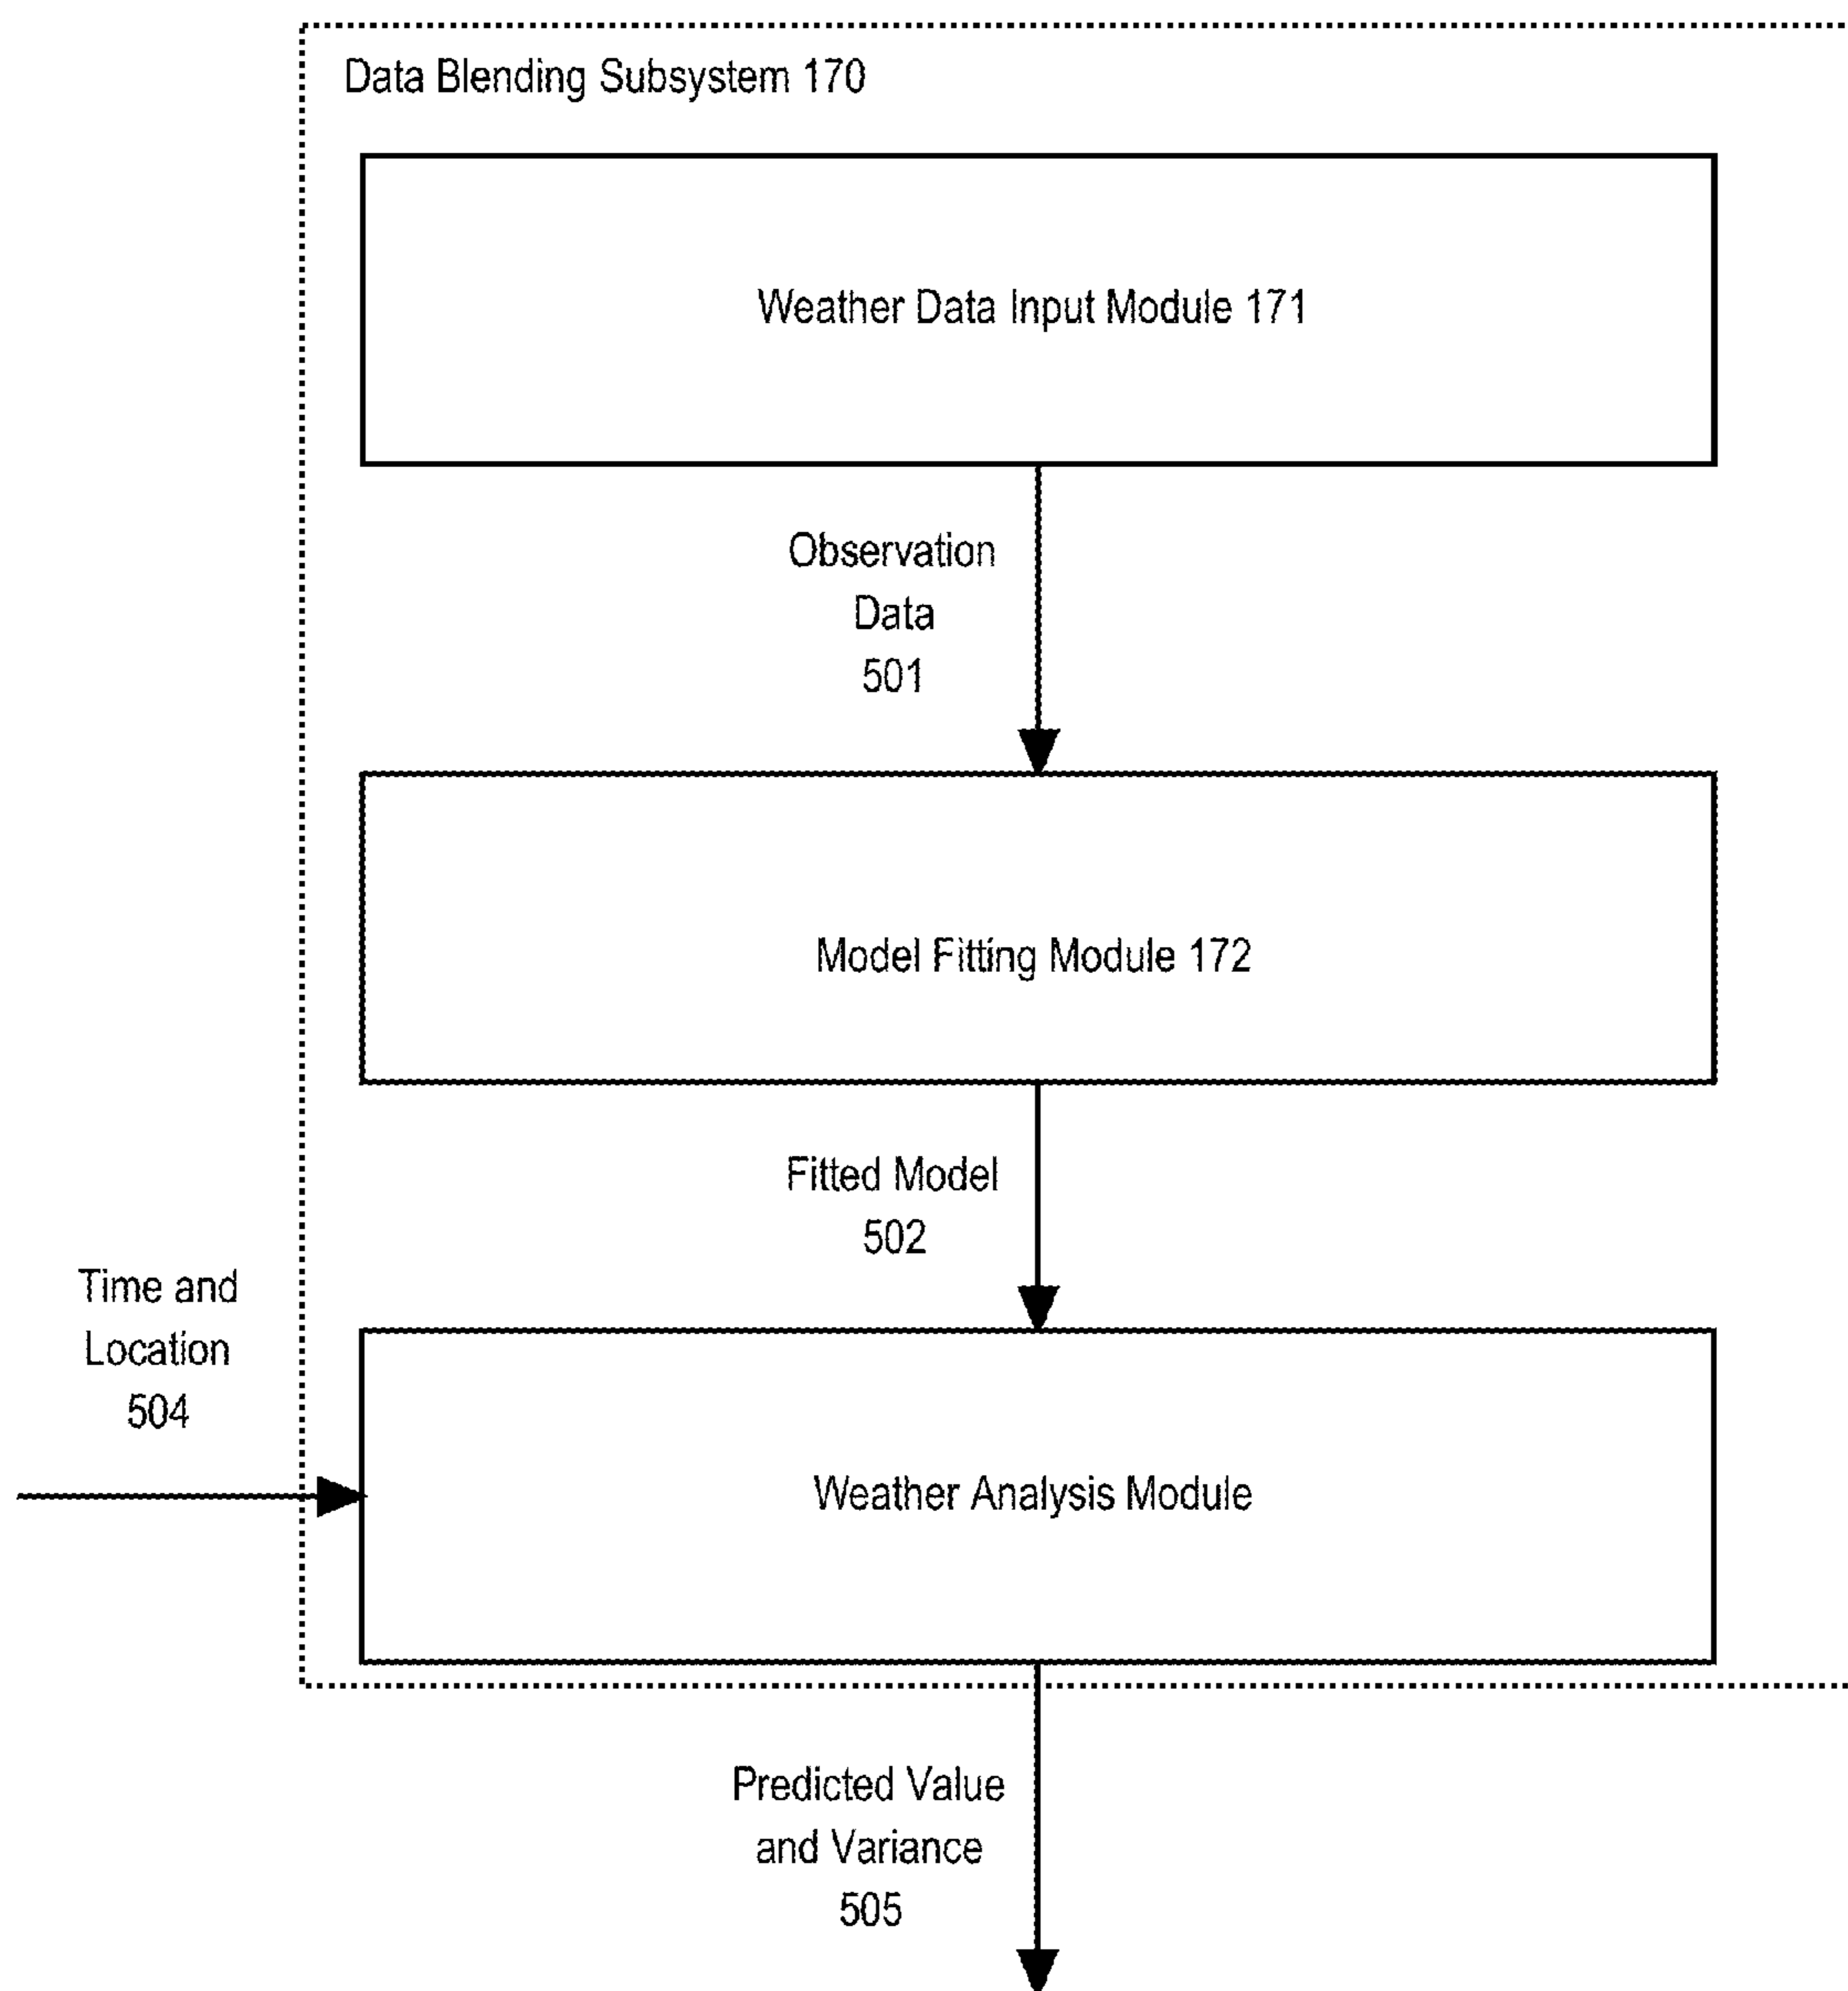 Data Blending Subsystem 170
Weather Data Input Module 171
Observation
Data
501
Model Fitting Module 172
Fitted Model
502
Time and
Location
504
Weather Analysis Module
Predicted Value
and Variance
505